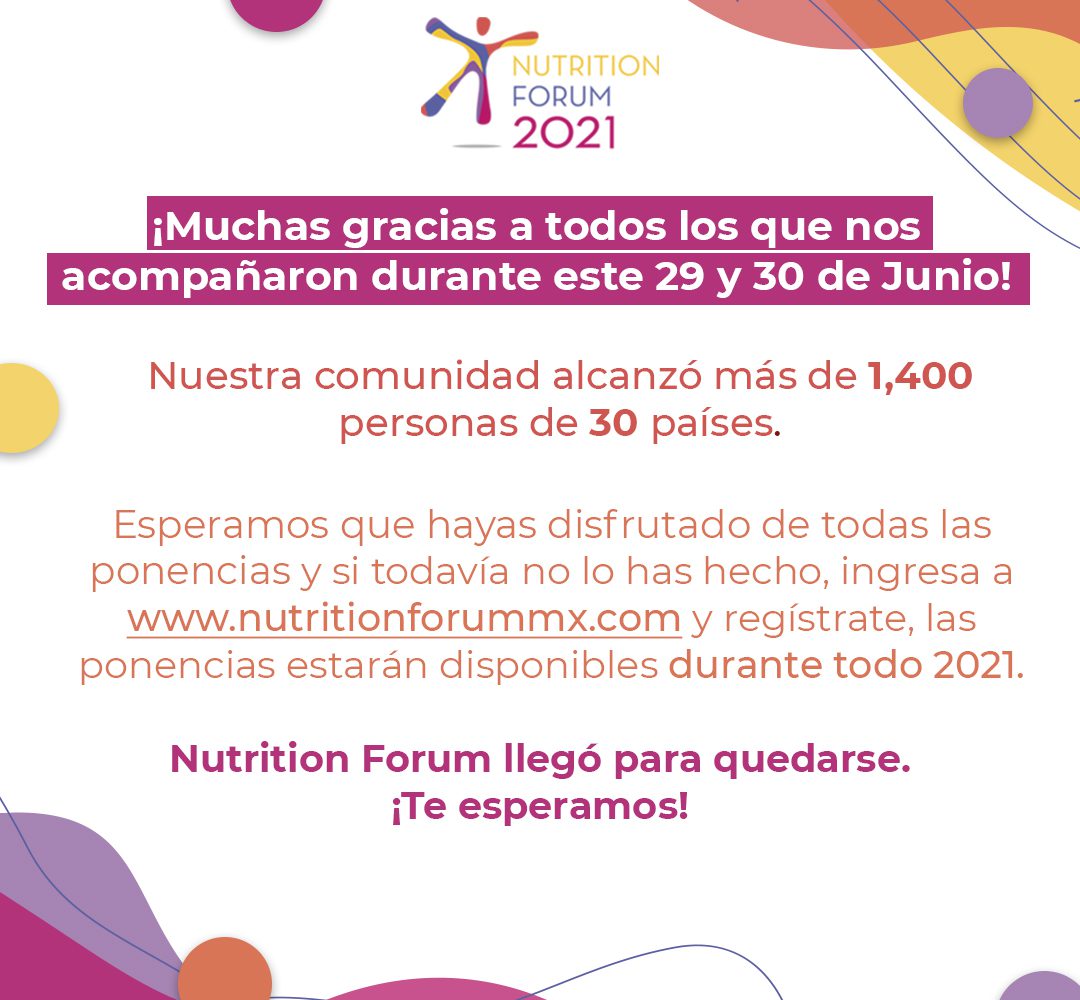 NUTRITION
FORUM
2021
¡Muchas gracias a todos los que nos
acompañaron durante este 29 y 30 de Junio!
Nuestra comunidad alcanzó más de 1,400
personas de 30 países.
Esperamos que hayas disfrutado de todas las
ponencias y si todavía no lo has hecho, ingresa a
www.nutritionforummx.com y regístrate, las
ponencias estarán disponibles durante todo 2021.
Nutrition Forum llegó para quedarse.
¡Te esperamos!